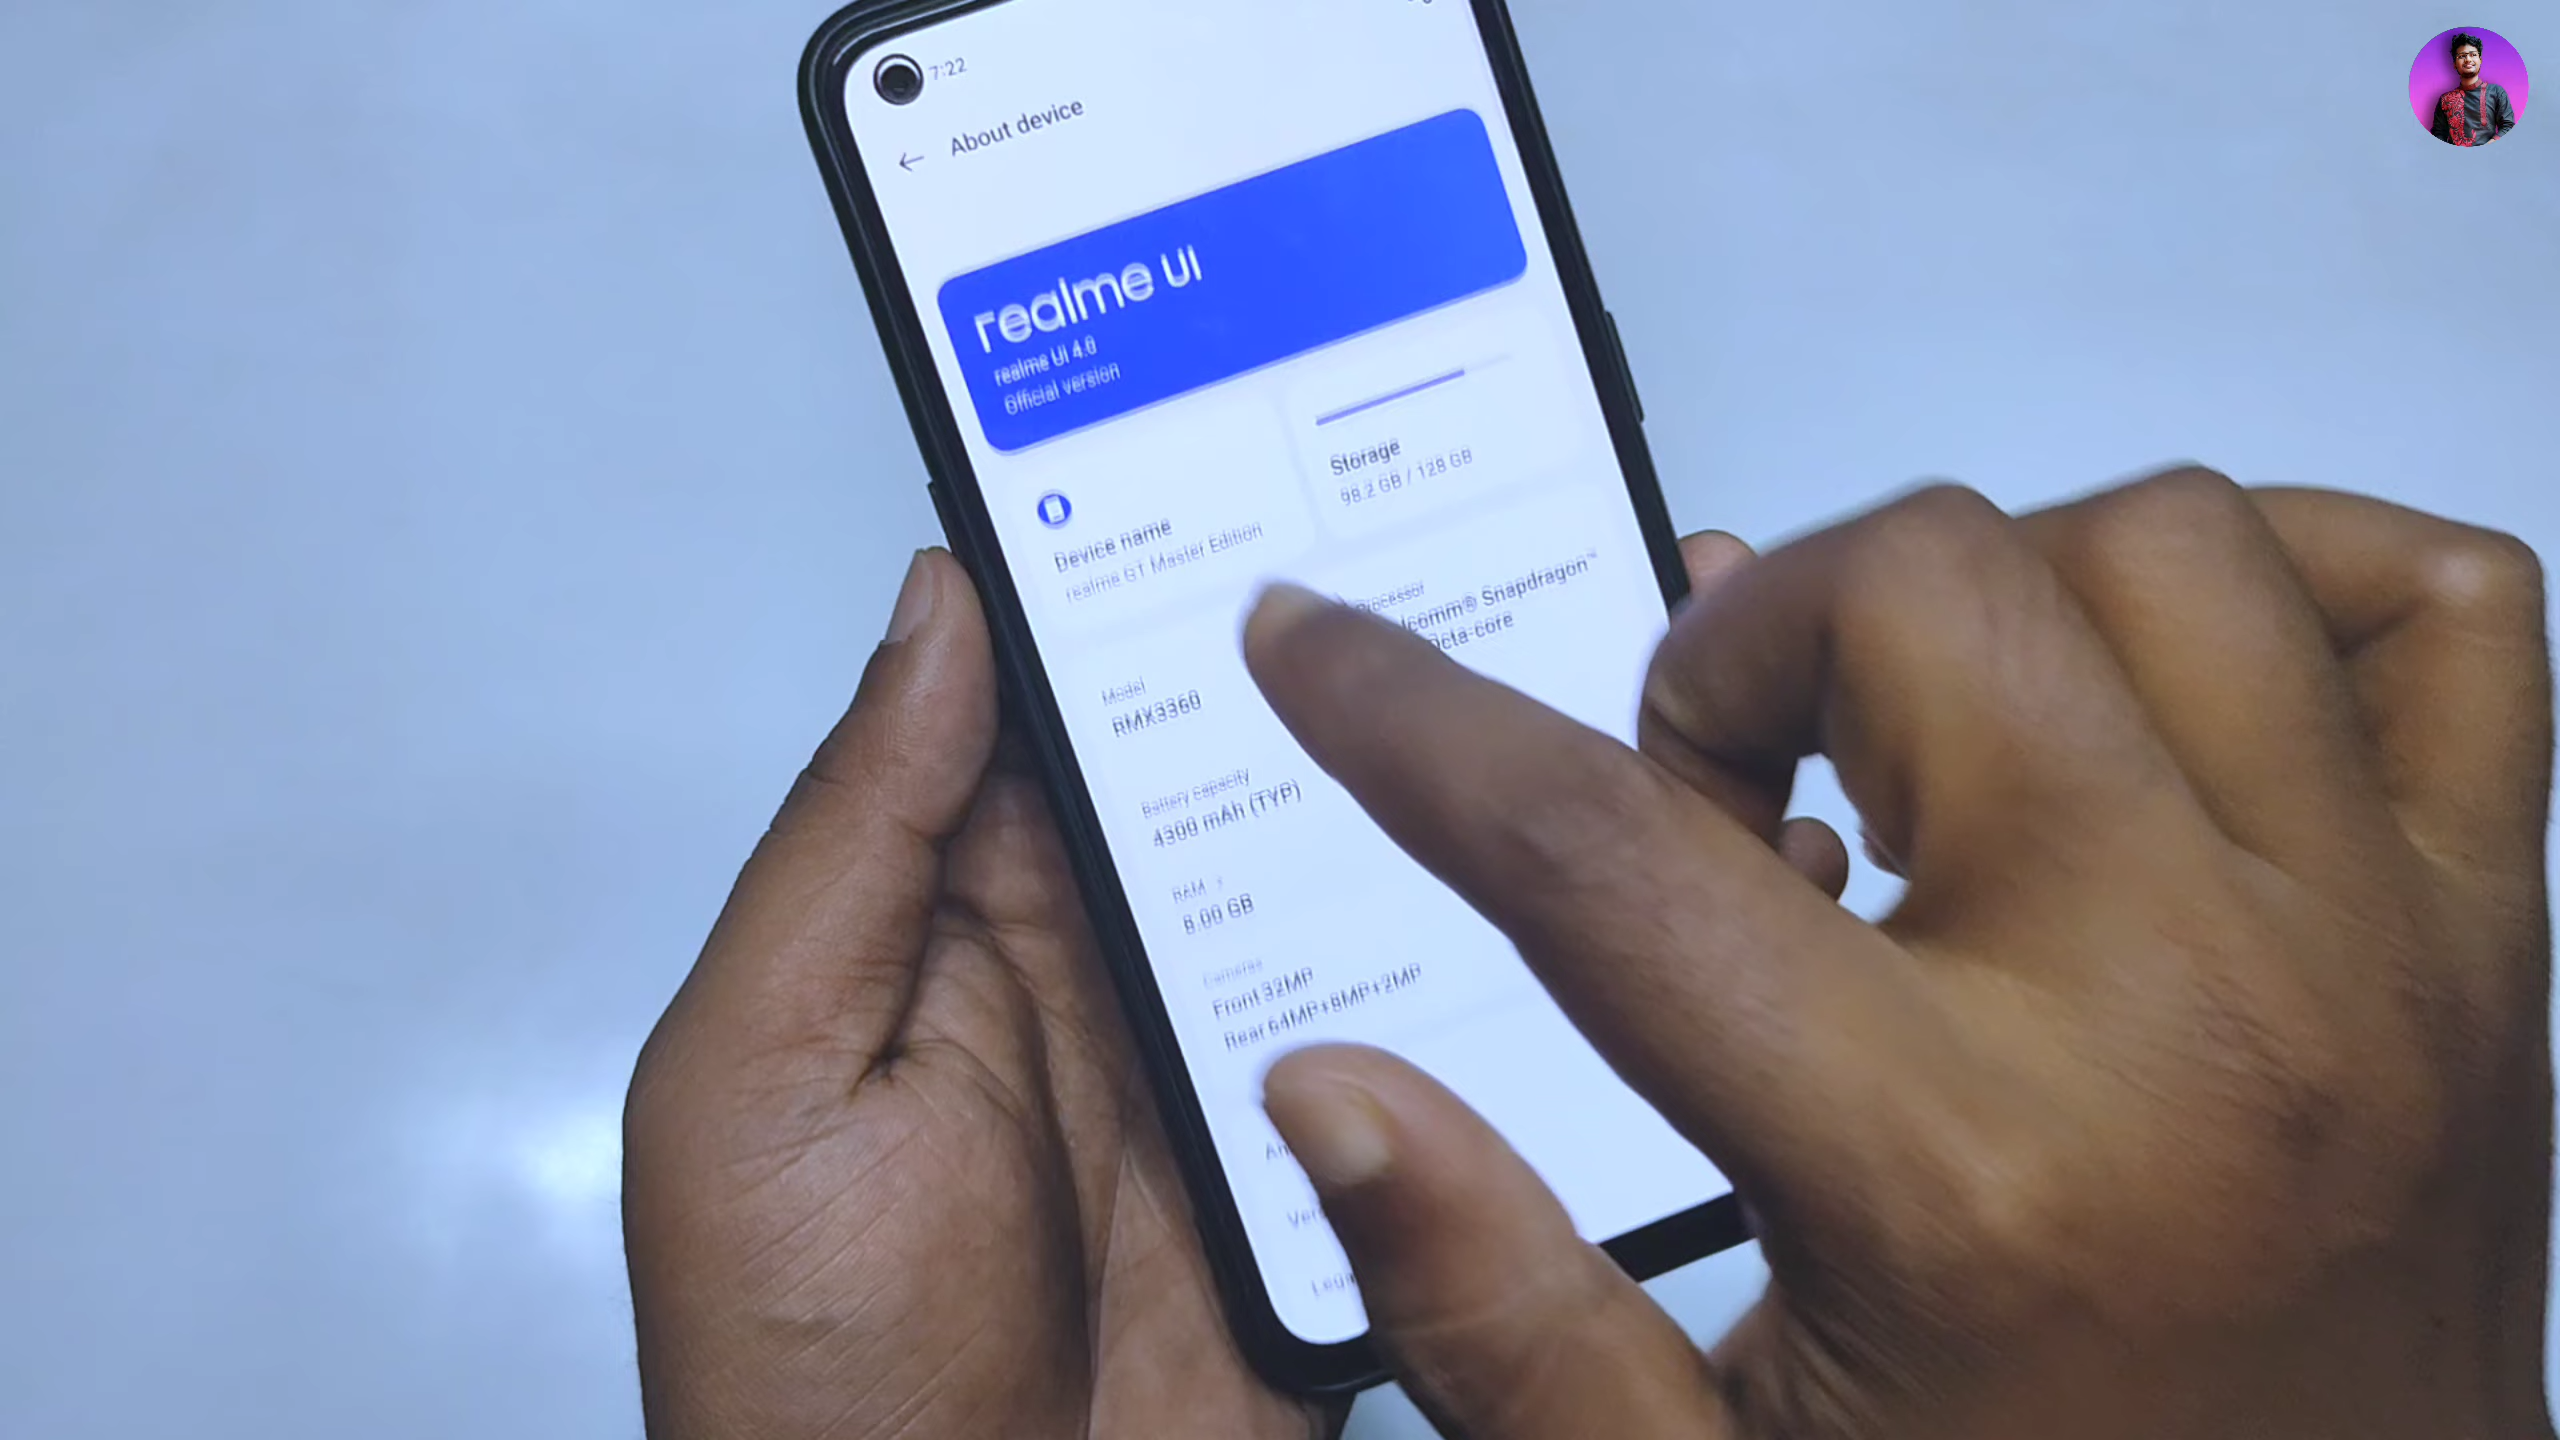 7:22
About device
realme UI
realme UI 4.0
Official version
Storage
98.2 GB / 128 GB
Device name
realme GT Master Edition
Processor
Snapdragon™
Octa-core
Model
RMX3360
Battery capacity
4300 mAh (TYP)
RAM
8.00 GB
Cameras
Front 32MP
Rear 64MP+8MP+2MP